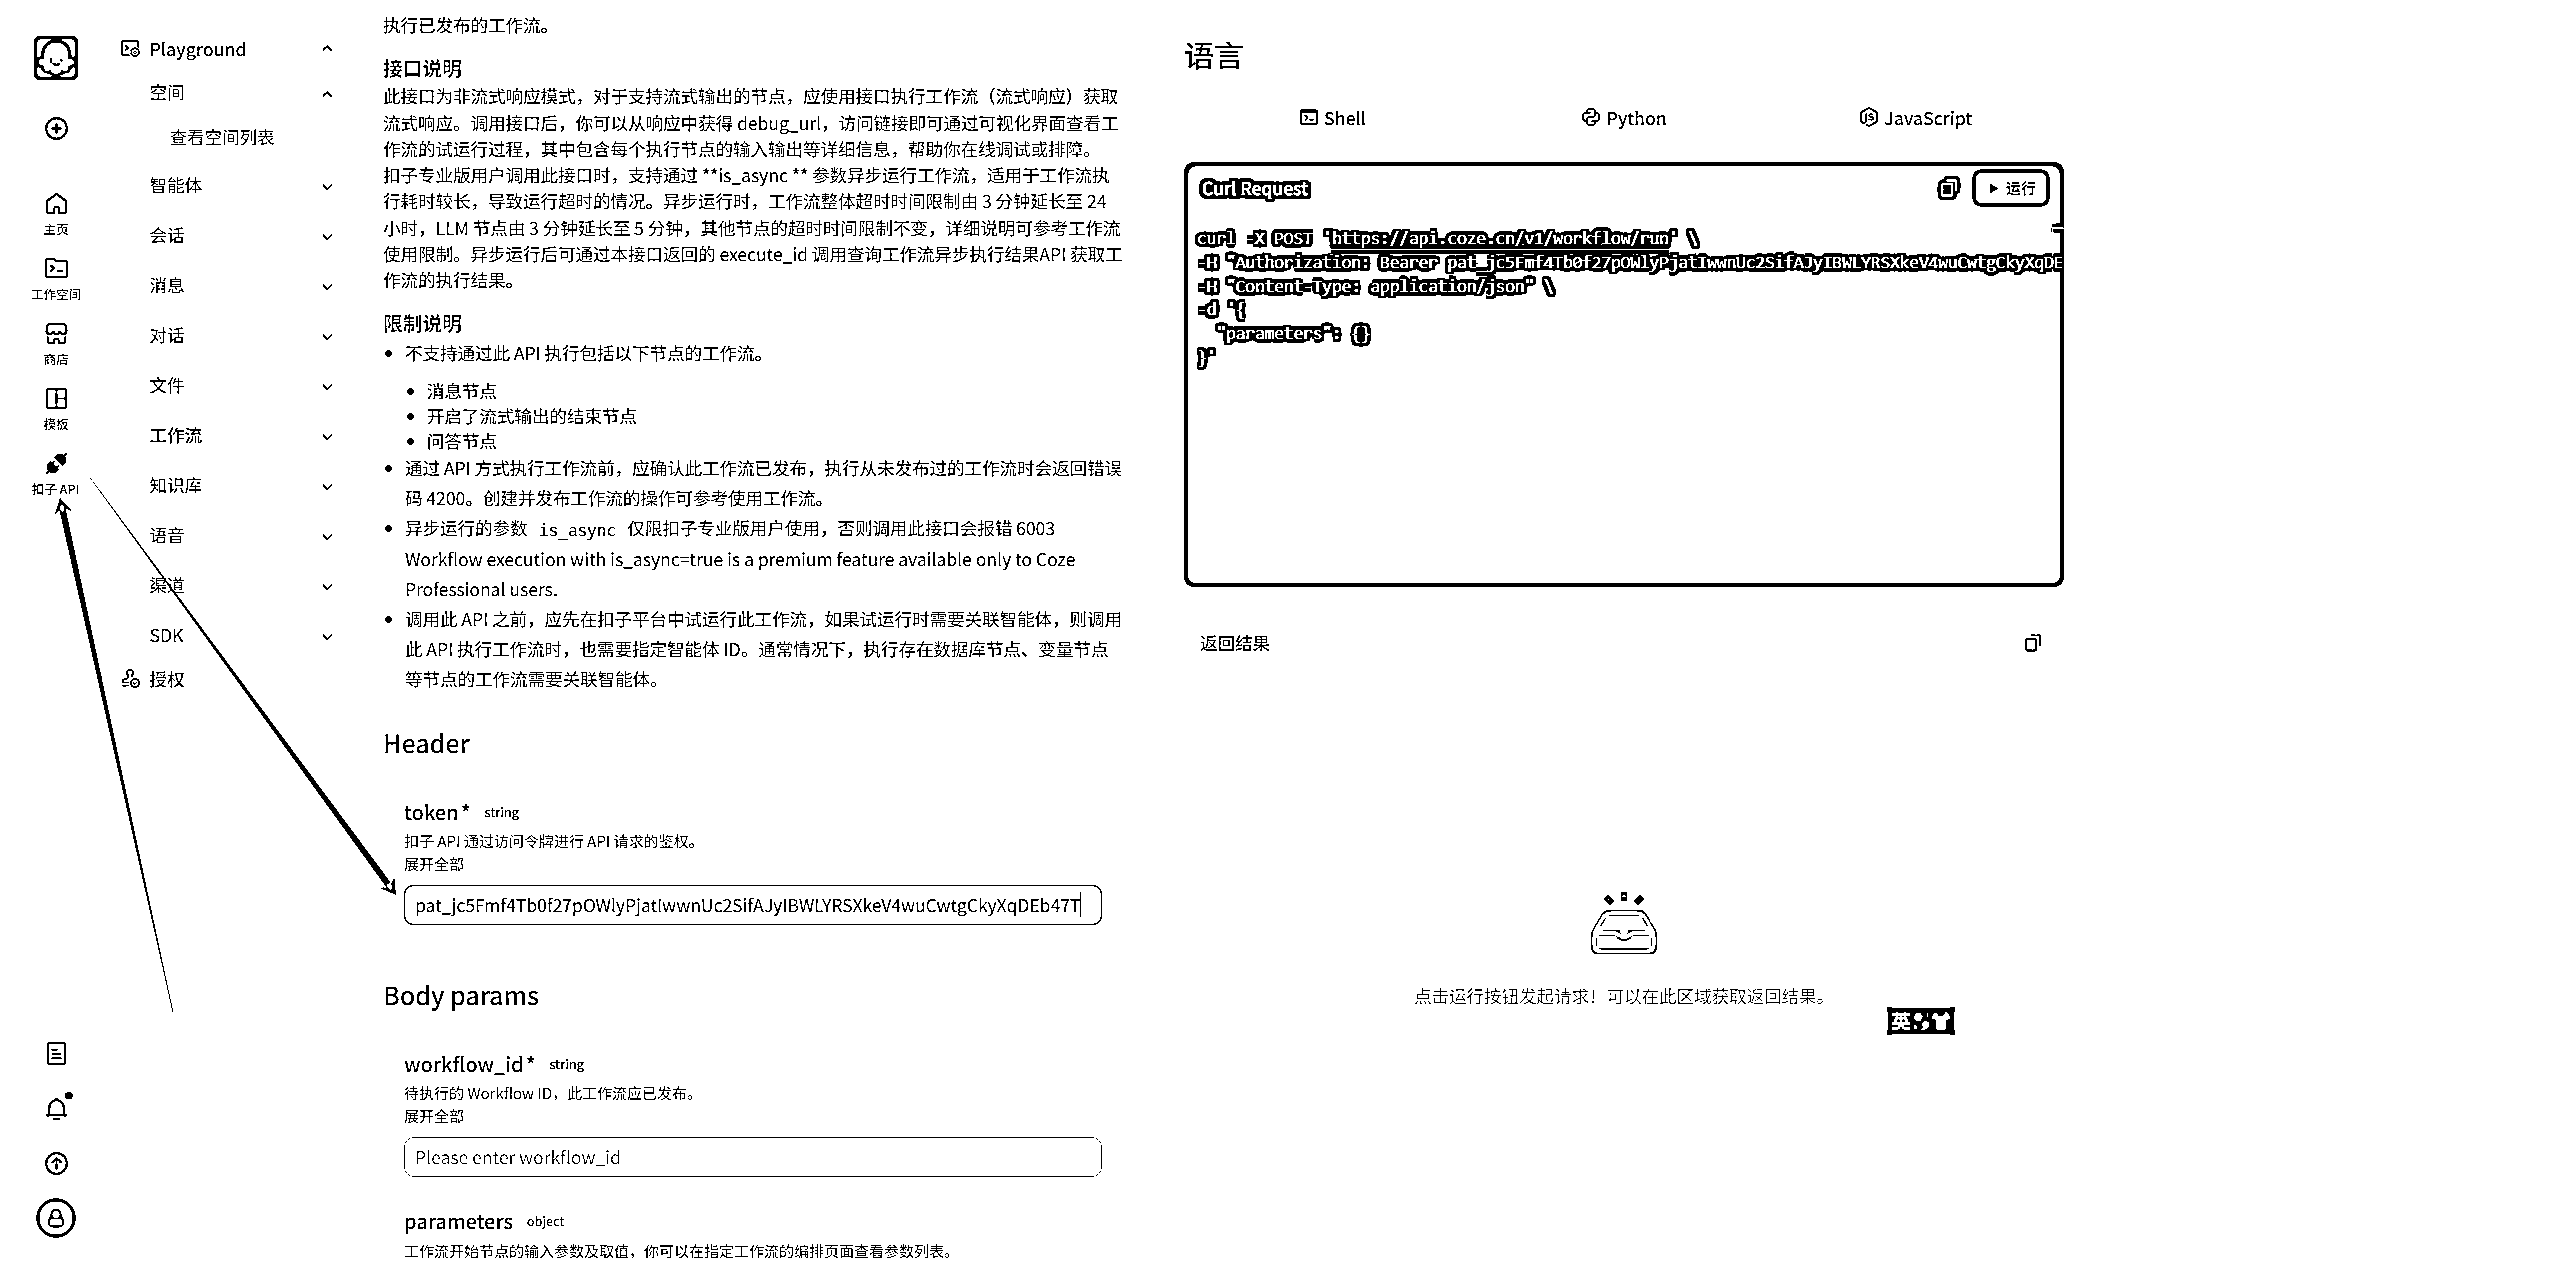 主页
工作空间
商店
模板
扣子 API
Playground
空间
查看空间列表
智能体
会话
消息
对话
文件
工作流
知识库
语音
渠道
SDK
授权
执行已发布的工作流。
接口说明
此接口为非流式响应模式，对于支持流式输出的节点，应使用接口执行工作流（流式响应）获取
流式响应。调用接口后，你可以从响应中获得 debug_url，访问链接即可通过可视化界面查看工
作流的试运行过程，其中包含每个执行节点的输入输出等详细信息，帮助你在线调试或排障。
扣子专业版用户调用此接口时，支持通过 **is_async ** 参数异步运行工作流，适用于工作流执
行耗时较长，导致运行超时的情况。异步运行时，工作流整体超时时间限制由 3 分钟延长至 24
小时，LLM 节点由 3 分钟延长至 5 分钟，其他节点的超时时间限制不变，详细说明可参考工作流
使用限制。异步运行后可通过本接口返回的 execute_id 调用查询工作流异步执行结果API 获取工
作流的执行结果。
限制说明
• 不支持通过此 API 执行包括以下节点的工作流。
• 消息节点
• 开启了流式输出的结束节点
• 问答节点
• 通过 API 方式执行工作流前，应确认此工作流已发布，执行从未发布过的工作流时会返回错误
码 4200。创建并发布工作流的操作可参考使用工作流。
• 异步运行的参数 is_async 仅限扣子专业版用户使用，否则调用此接口会报错 6003
Workflow execution with is_async=true is a premium feature available only to Coze
Professional users.
• 调用此 API 之前，应先在扣子平台中试运行此工作流，如果试运行时需要关联智能体，则调用
此 API 执行工作流时，也需要指定智能体 ID。通常情况下，执行存在数据库节点、变量节点
等节点的工作流需要关联智能体。
Header
token* string
扣子 API 通过访问令牌进行 API 请求的鉴权。
展开全部
pat_jc5Fmf4Tb0f27pOWlyPjatIwwnUc2SifAJyIBWLYRSXkeV4wuCwtgCkyXqDEb47T
Body params
workflow_id* string
待执行的 Workflow ID，此工作流应已发布。
展开全部
Please enter workflow_id
parameters object
工作流开始节点的输入参数及取值，你可以在指定工作流的编排页面查看参数列表。
语言
Shell Python JavaScript
Curl Request
运行
curl -X POST 'https://api.coze.cn/v1/workflow/run' \
-H "Authorization: Bearer pat_jc5Fmf4Tb0f27pOWlyPjatIwwnUc2SifAJyIBWLYRSXkeV4wuCwtgCkyXqDE
-H "Content-Type: application/json" \
-d '{
"parameters": {}
}'
返回结果
点击运行按钮发起请求！可以在此区域获取返回结果。
英